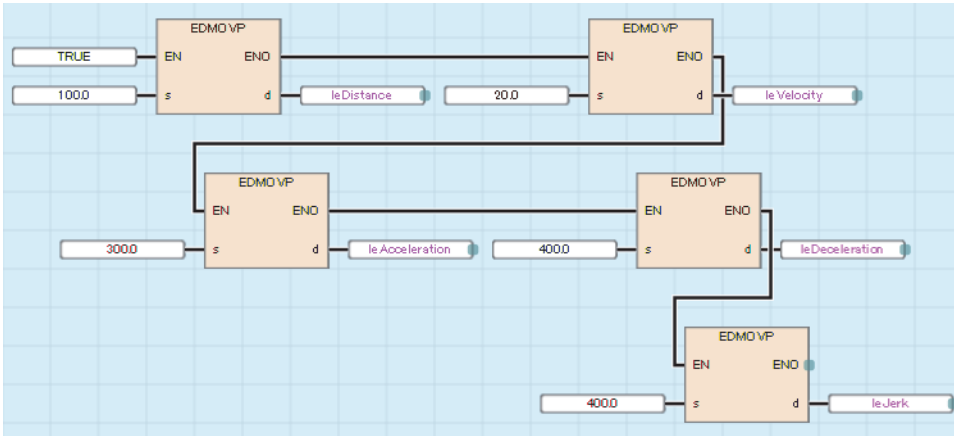 EDMOVP EDMOVP
TRUE EN ENO EN ENO
100.0 s d leDistance 20.0 s d leVelocity
EDMOVP EDMOVP
EN ENO EN ENO
300.0 s d leAcceleration 400.0 s d leDeceleration
EDMOVP
EN ENO
400.0 s d leJerk